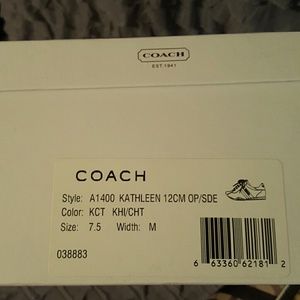 COACH
EST. 1941
COACH
Style: A1400 KATHLEEN 12CM OP/SDE
Color: KCT KHI/CHT
Size: 7.5 Width: M
038883
6 63360 62181 2